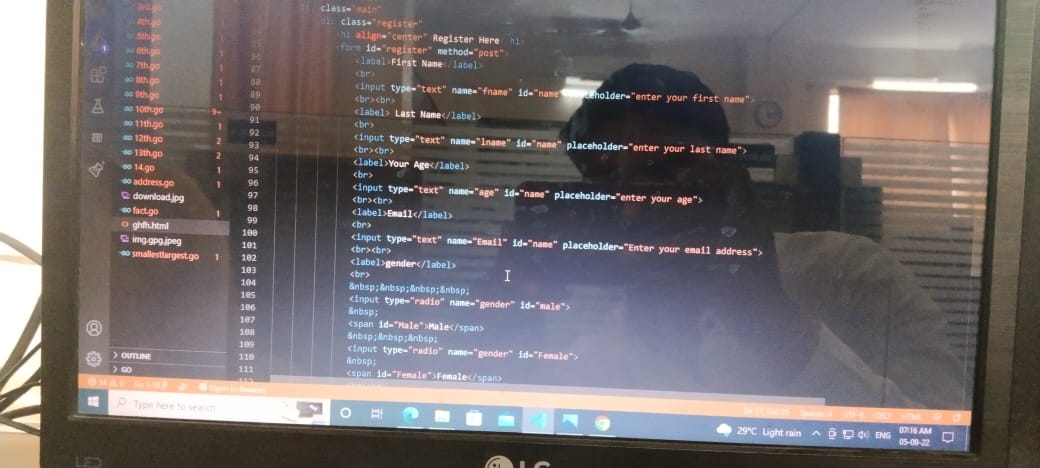 3rd.go
4th.go
5th.go
6th.go
7th.go 1
8th.go 1
9th.go 1
10th.go 9+
11th.go 1
12th.go 2
13th.go 2
14.go 1
address.go 1
download.jpg
fact.go 1
ghfh.html
img.gpg.jpeg
smallestlargest.go 1
OUTLINE
GO
class="main"
div class="register"
align="center" Register Here
<form id="register" method="post">
87 <label>First Name</label>
88 <br>
89 <input type="text" name="fname" id="name" placeholder="enter your first name">
90 <br><br>
91 <label> Last Name</label>
92 <br>
93 <input type="text" name="lname" id="name" placeholder="enter your last name">
94 <br><br>
95 <label>Your Age</label>
96 <br>
97 <input type="text" name="age" id="name" placeholder="enter your age">
98 <br><br>
99 <label>Email</label>
100 <br>
101 <input type="text" name="Email" id="name" placeholder="Enter your email address">
102 <br><br>
103 <label>gender</label>
104 <br>
105 &nbsp;&nbsp;&nbsp;&nbsp;
106 <input type="radio" name="gender" id="male">
107 &nbsp;
108 <span id="Male">Male</span>
109 &nbsp;&nbsp;&nbsp;
110 <input type="radio" name="gender" id="Female">
111 &nbsp;
<span id="Female">Female</span>
Go 1.18 Open In Browser
Ln 17, Col 25 Spaces: 4 UTF-8 CRLF HTML
Type here to search
29°C Light rain ENG 07:16 AM
05-09-22
LED
LG